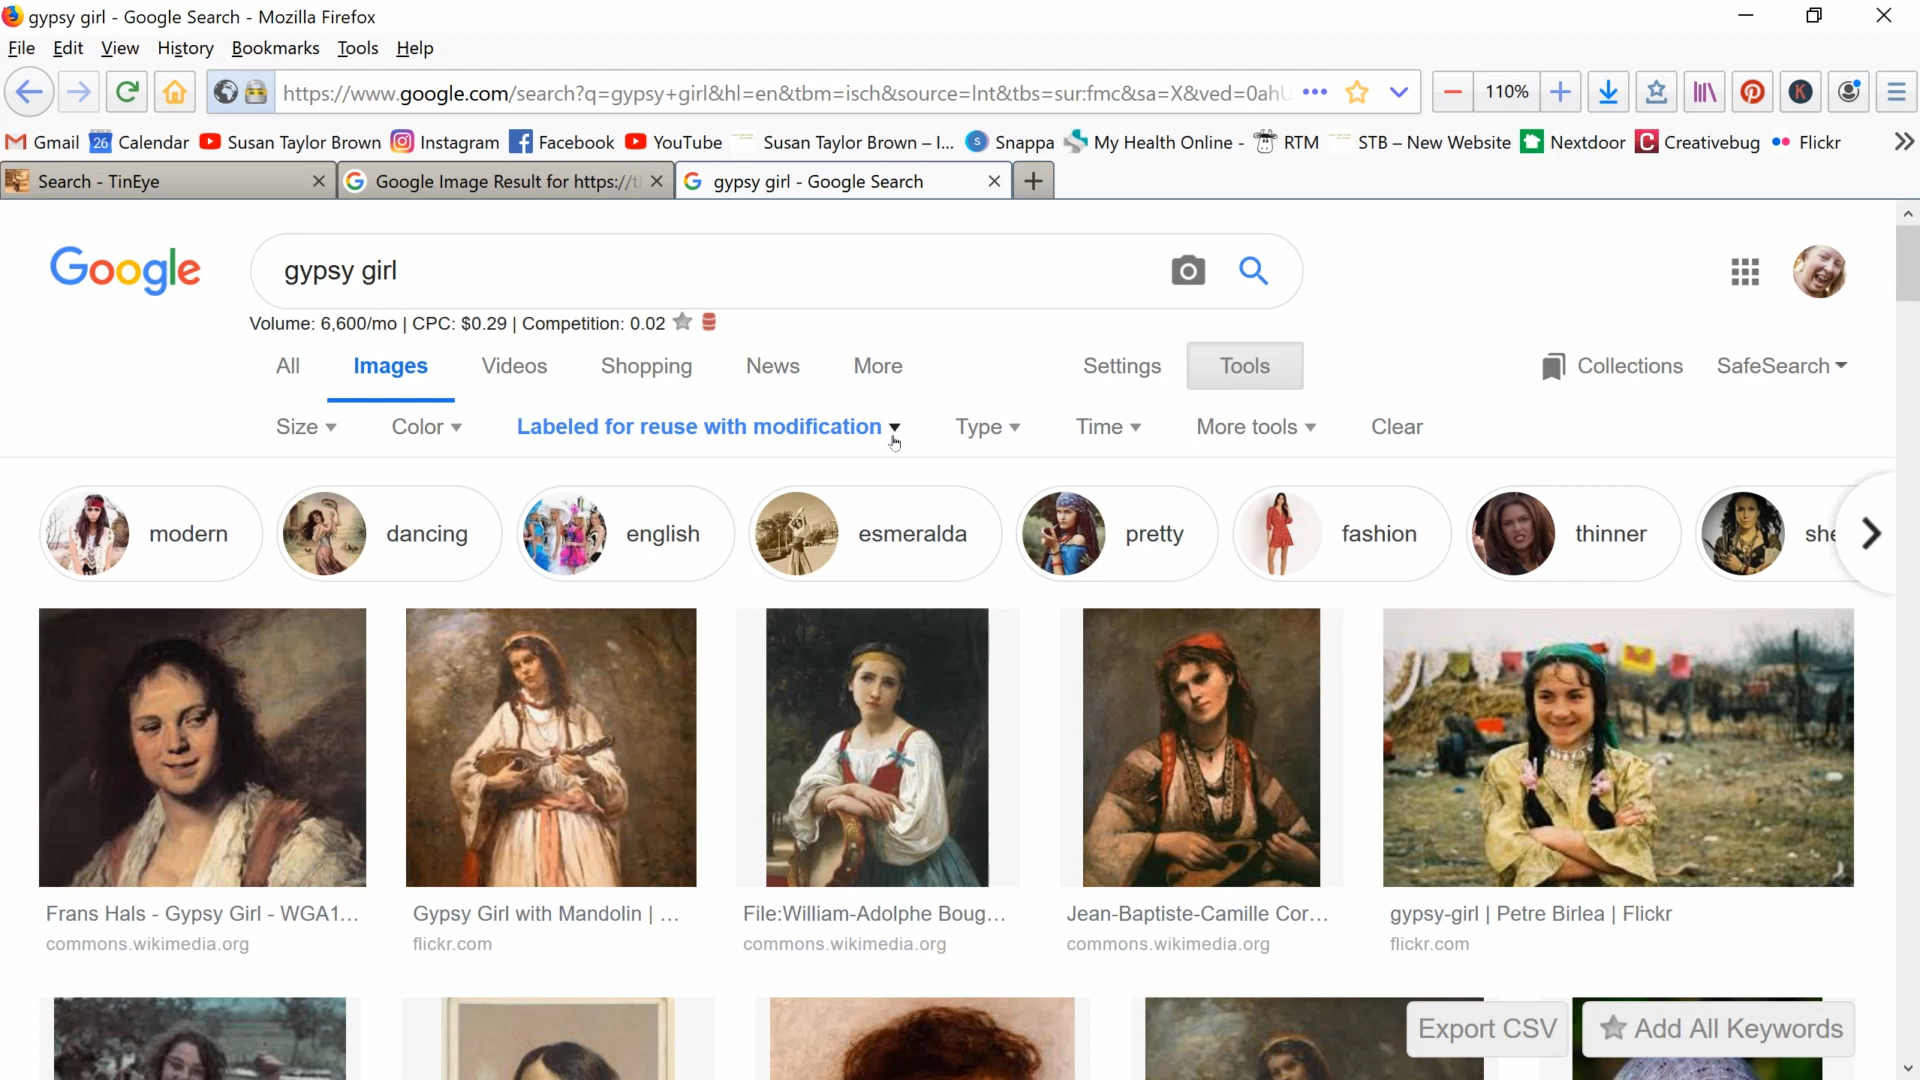 gypsy girl - Google Search - Mozilla Firefox
File Edit View History Bookmarks Tools Help
https://www.google.com/search?q=gypsy+girl&hl=en&tbm=isch&source=lnt&tbs=sur:fmc&sa=X&ved=0ahU
110%
K
Gmail 26 Calendar Susan Taylor Brown Instagram Facebook YouTube Susan Taylor Brown – I... S Snappa My Health Online - RTM STB – New Website Nextdoor Creativebug Flickr
Search - TinEye Google Image Result for https://t gypsy girl - Google Search
Google gypsy girl
Volume: 6,600/mo | CPC: $0.29 | Competition: 0.02
All Images Videos Shopping News More Settings Tools Collections SafeSearch
Size Color Labeled for reuse with modification Type Time More tools Clear
modern dancing english esmeralda pretty fashion thinner she
Frans Hals - Gypsy Girl - WGA1... Gypsy Girl with Mandolin | ... File:William-Adolphe Boug... Jean-Baptiste-Camille Cor... gypsy-girl | Petre Birlea | Flickr
commons.wikimedia.org flickr.com commons.wikimedia.org commons.wikimedia.org flickr.com
Export CSV Add All Keywords